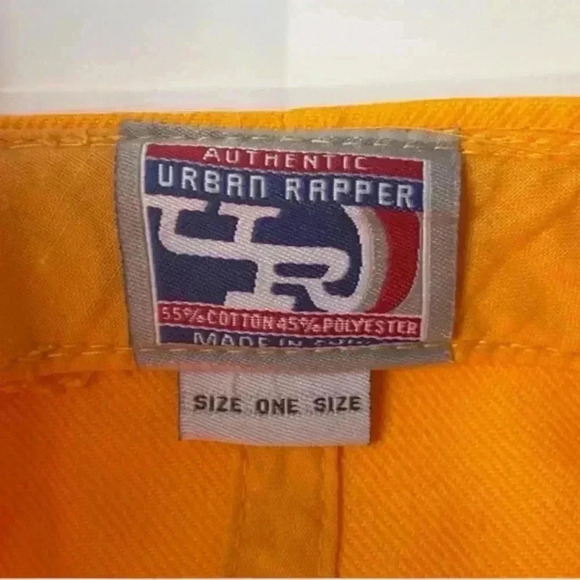 AUTHENTIC
URBAN RAPPER
UR
55% COTTON 45% POLYESTER
MADE IN
SIZE ONE SIZE